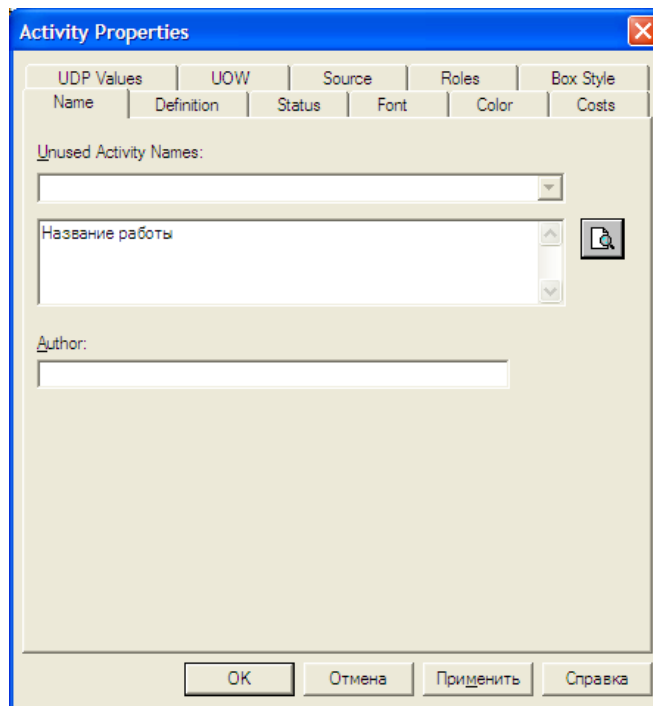 Activity Properties
UDP Values UOW Source Roles Box Style
Name Definition Status Font Color Costs
Unused Activity Names:
Название работы
Author:
OK Отмена Применить Справка